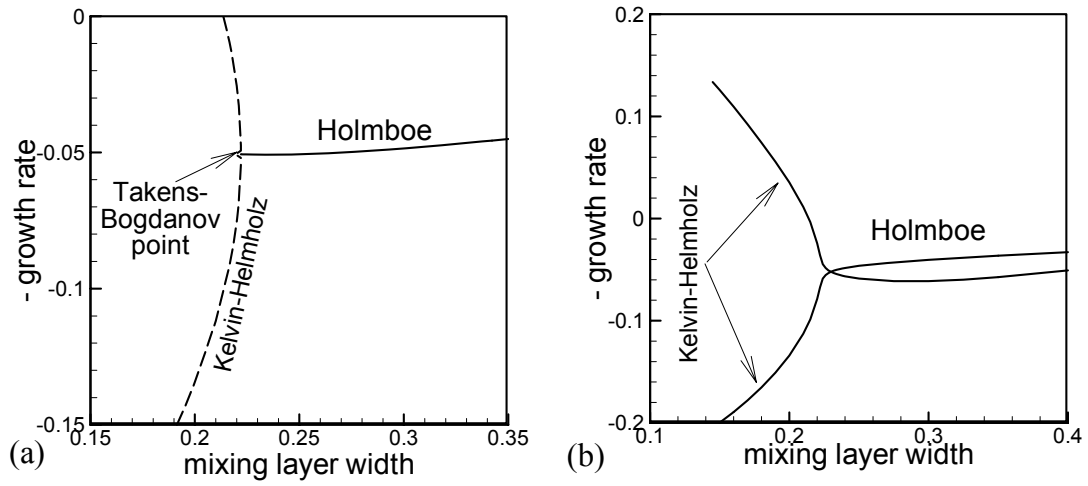 0
-0.05
-0.1
-0.15
0.15
0.2
0.25
0.3
0.35
- growth rate
mixing layer width
Holmboe
Takens-
Bogdanov
point
Kelvin-Helmholz
(a)
0.2
0.1
0
-0.1
-0.2
0.1
0.2
0.3
0.4
- growth rate
mixing layer width
Holmboe
Kelvin-Helmholz
(b)